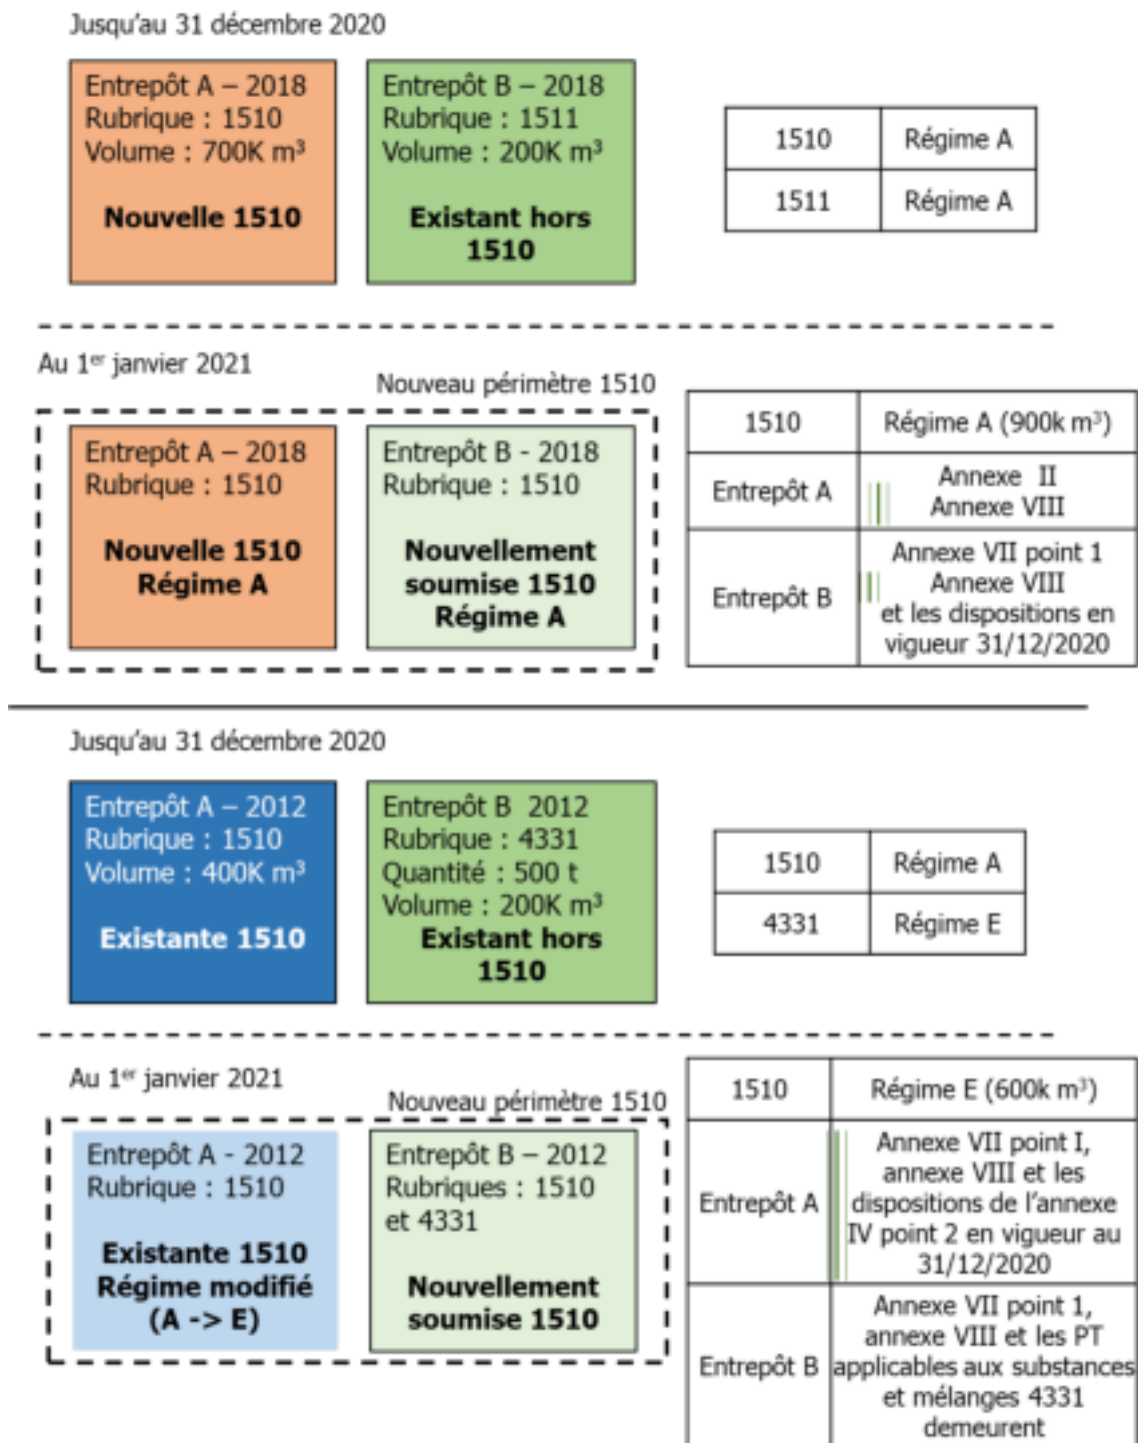 Jusqu'au 31 décembre 2020
Entrepôt A – 2018
Rubrique : 1510
Volume : 700K m³
Nouvelle 1510
Entrepôt B – 2018
Rubrique : 1511
Volume : 200K m³
Existant hors
1510
1510 Régime A
1511 Régime A
Au 1er janvier 2021
Nouveau périmètre 1510
Entrepôt A – 2018
Rubrique : 1510
Nouvelle 1510
Régime A
Entrepôt B - 2018
Rubrique : 1510
Nouvellement
soumise 1510
Régime A
1510 Régime A (900k m³)
Entrepôt A
Annexe II
Annexe VIII
Entrepôt B
Annexe VII point 1
Annexe VIII
et les dispositions en
vigueur 31/12/2020
Jusqu'au 31 décembre 2020
Entrepôt A – 2012
Rubrique : 1510
Volume : 400K m³
Existante 1510
Entrepôt B 2012
Rubrique : 4331
Quantité : 500 t
Volume : 200K m³
Existant hors
1510
1510 Régime A
4331 Régime E
Au 1er janvier 2021
Nouveau périmètre 1510
Entrepôt A - 2012
Rubrique : 1510
Existante 1510
Régime modifié
(A -> E)
Entrepôt B – 2012
Rubriques : 1510
et 4331
Nouvellement
soumise 1510
1510 Régime E (600k m³)
Entrepôt A
Annexe VII point I,
annexe VIII et les
dispositions de l'annexe
IV point 2 en vigueur au
31/12/2020
Entrepôt B
Annexe VII point 1,
annexe VIII et les PT
applicables aux substances
et mélanges 4331
demeurent